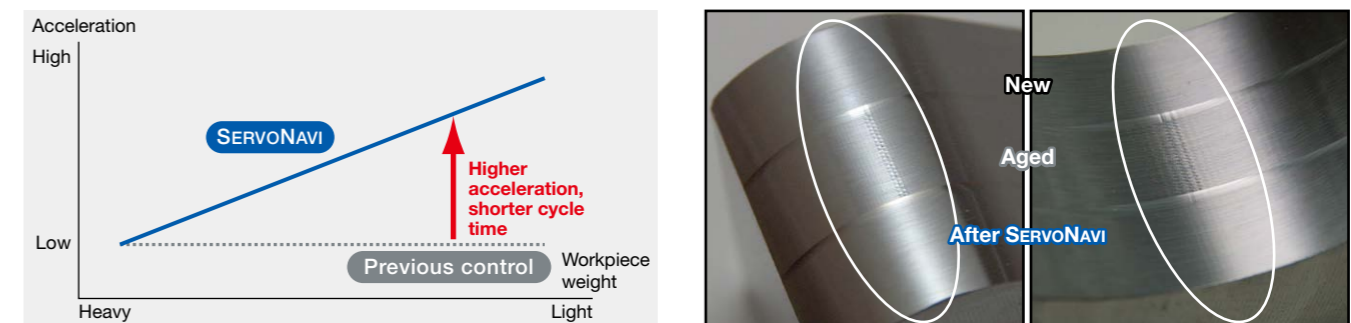 Acceleration
High
SERVONAVI
Higher
acceleration,
shorter cycle
time
Low
Previous control
Workpiece
weight
Heavy
Light
New
Aged
After SERVONAVI